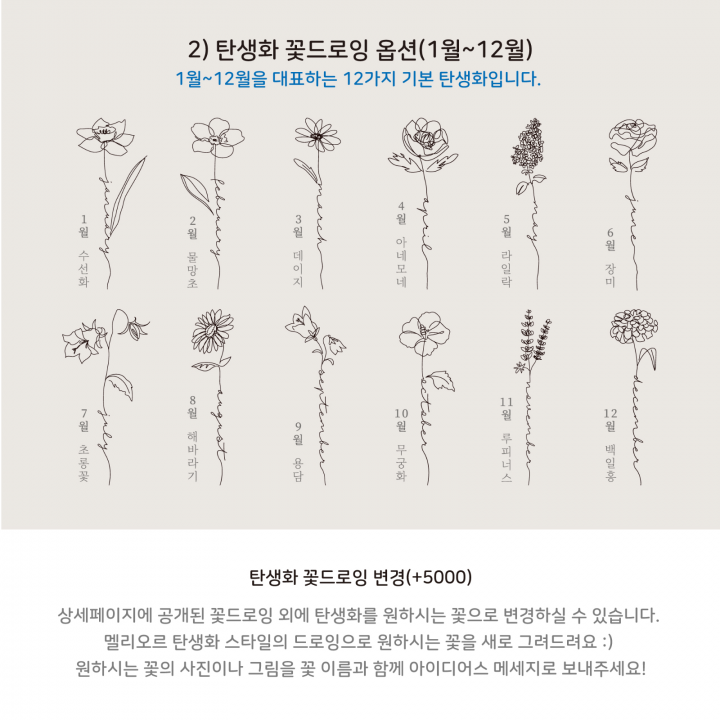 2) 탄생화 꽃드로잉 옵션(1월~12월)
1월~12월을 대표하는 12가지 기본 탄생화입니다.
1월 수선화
january
2월 물망초
february
3월 데이지
march
4월 아네모네
april
5월 라일락
may
6월 장미
june
7월 초롱꽃
july
8월 해바라기
august
9월 용담
september
10월 무궁화
october
11월 루피너스
november
12월 백일홍
december
탄생화 꽃드로잉 변경(+5000)
상세페이지에 공개된 꽃드로잉 외에 탄생화를 원하시는 꽃으로 변경하실 수 있습니다.
멜리오르 탄생화 스타일의 드로잉으로 원하시는 꽃을 새로 그려드려요 :)
원하시는 꽃의 사진이나 그림을 꽃 이름과 함께 아이디어스 메세지로 보내주세요!